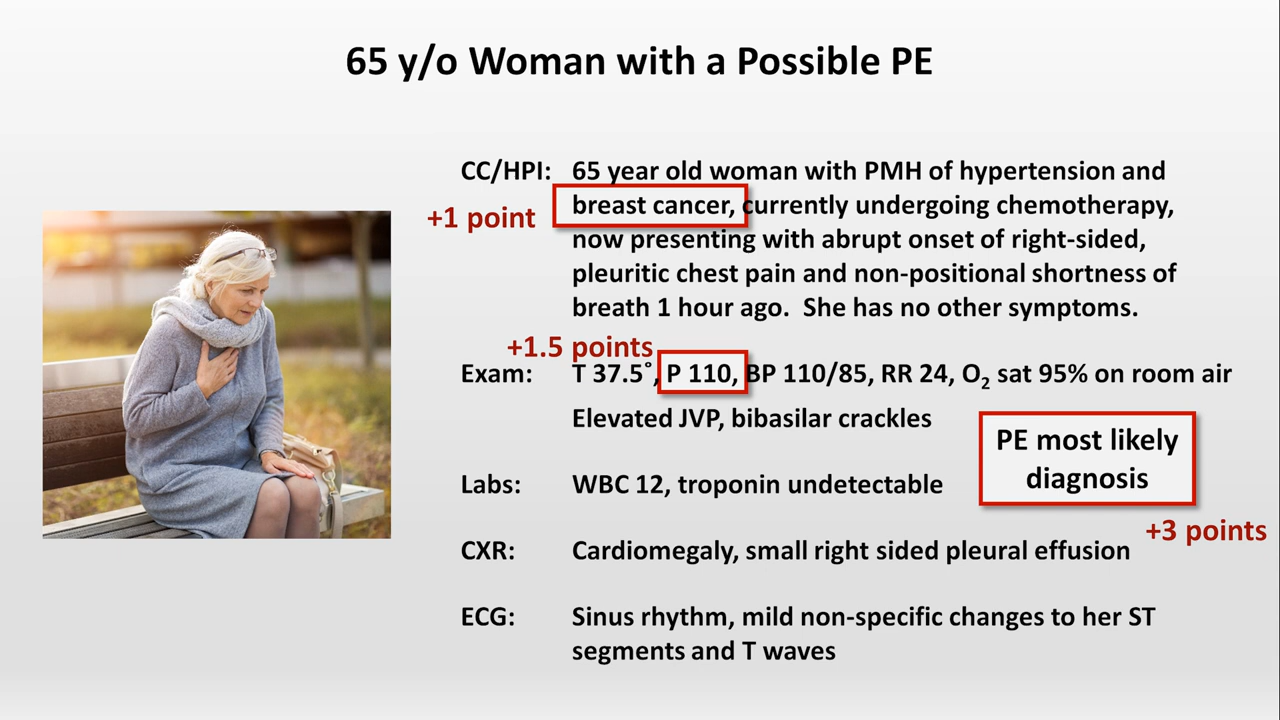 65 y/o Woman with a Possible PE
CC/HPI: 65 year old woman with PMH of hypertension and
+1 point breast cancer, currently undergoing chemotherapy,
now presenting with abrupt onset of right-sided,
pleuritic chest pain and non-positional shortness of
breath 1 hour ago. She has no other symptoms.
+1.5 points
Exam: T 37.5˚, P 110, BP 110/85, RR 24, O₂ sat 95% on room air
Elevated JVP, bibasilar crackles
PE most likely
diagnosis
Labs: WBC 12, troponin undetectable
+3 points
CXR: Cardiomegaly, small right sided pleural effusion
ECG: Sinus rhythm, mild non-specific changes to her ST
segments and T waves